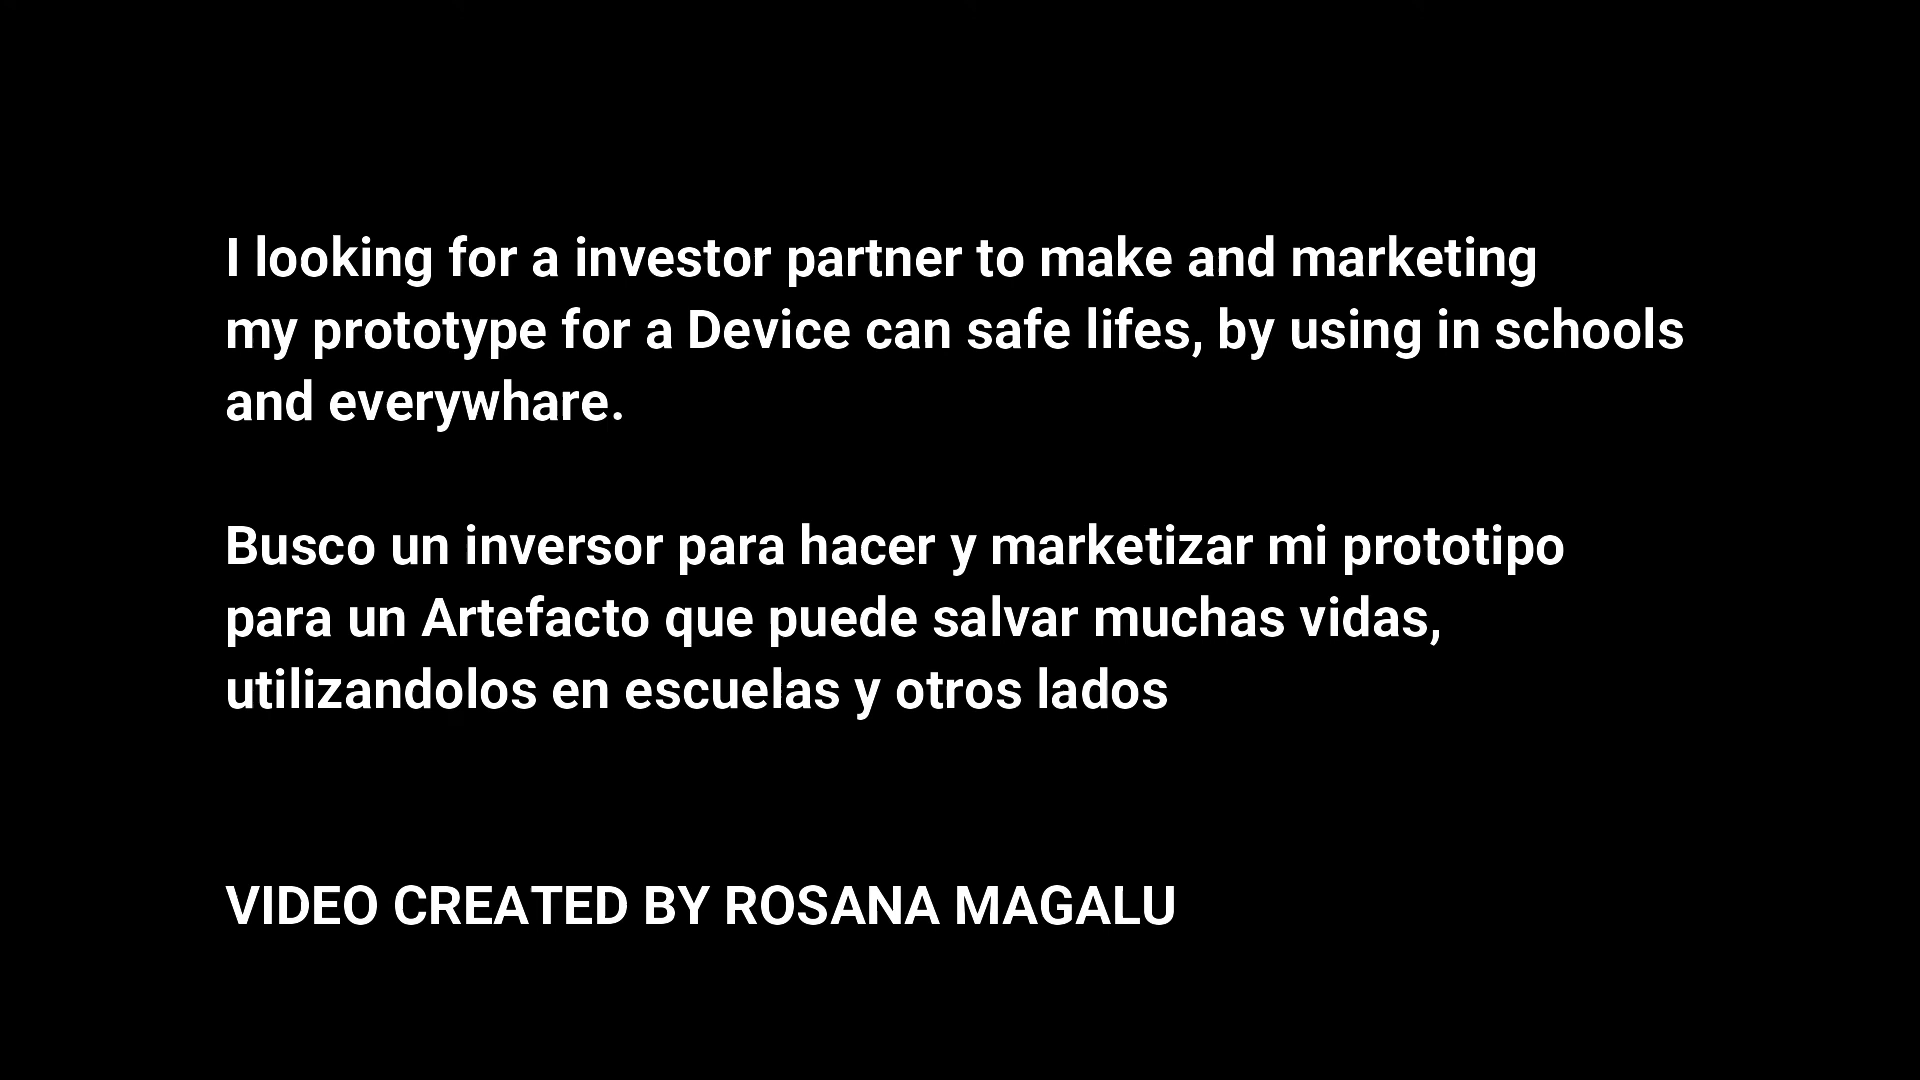 I looking for a investor partner to make and marketing
my prototype for a Device can safe lifes, by using in schools
and everywhare.
Busco un inversor para hacer y marketizar mi prototipo
para un Artefacto que puede salvar muchas vidas,
utilizandolos en escuelas y otros lados
VIDEO CREATED BY ROSANA MAGALU